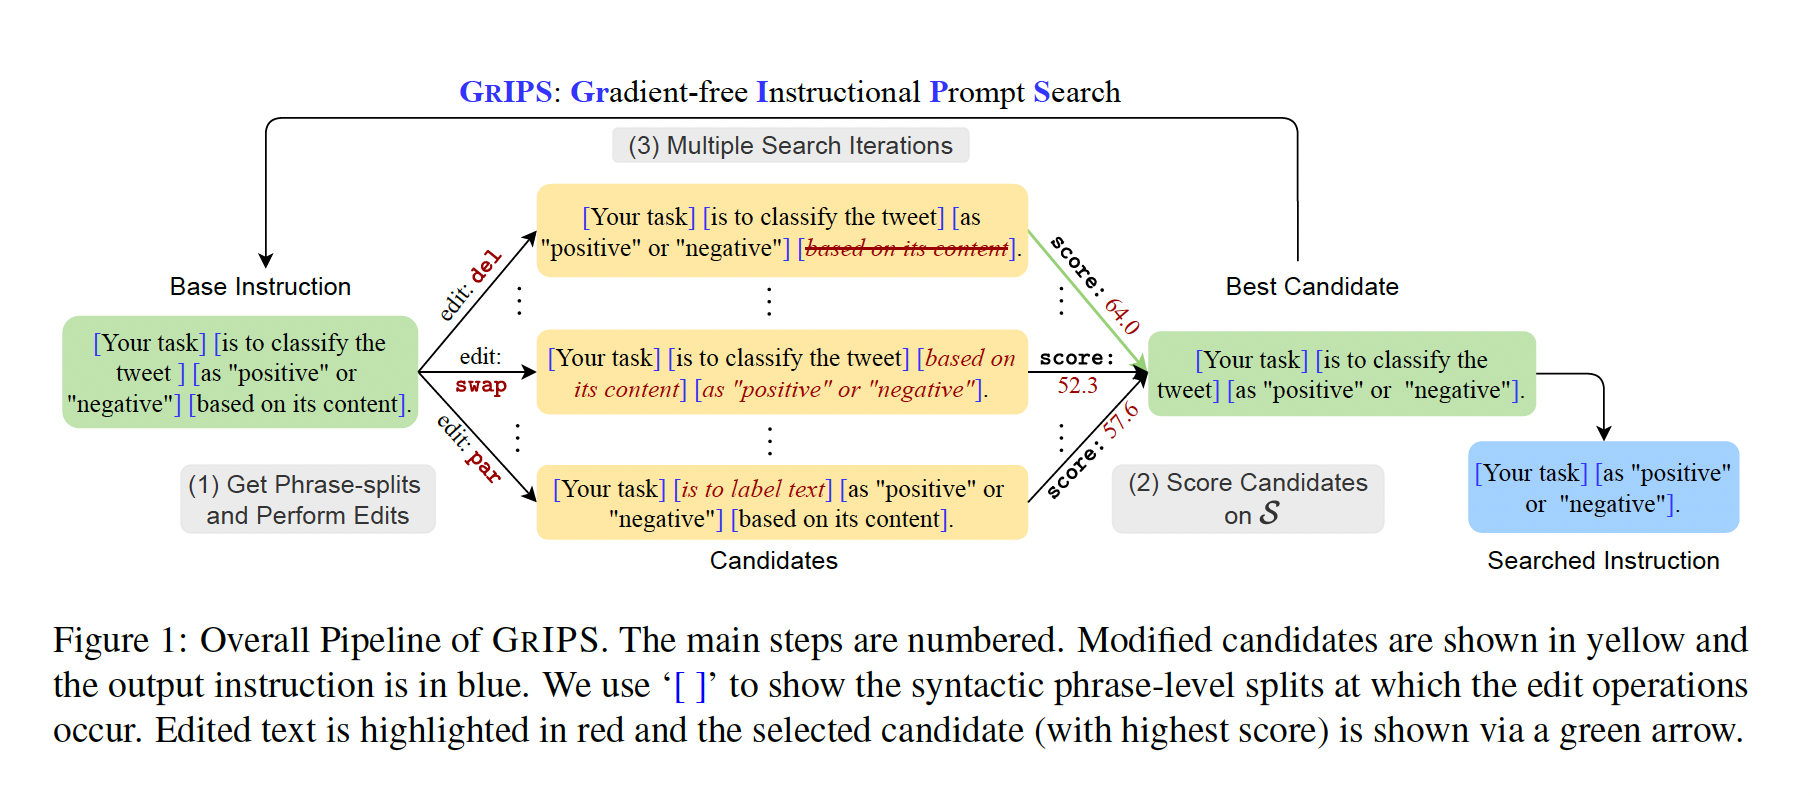 GRIPS: Gradient-free Instructional Prompt Search
(3) Multiple Search Iterations
Base Instruction
[Your task] [is to classify the
tweet ] [as "positive" or
"negative"] [based on its content].
(1) Get Phrase-splits
and Perform Edits
edit: del
edit:
swap
edit: par
[Your task] [is to classify the tweet] [as
"positive" or "negative"] [based on its content].
[Your task] [is to classify the tweet] [based on
its content] [as "positive" or "negative"].
[Your task] [is to label text] [as "positive" or
"negative"] [based on its content].
Candidates
score: 64.0
score:
52.3
score: 57.6
Best Candidate
[Your task] [is to classify the
tweet] [as "positive" or "negative"].
(2) Score Candidates
on S
[Your task] [as "positive"
or "negative"].
Searched Instruction
Figure 1: Overall Pipeline of GRIPS. The main steps are numbered. Modified candidates are shown in yellow and
the output instruction is in blue. We use ‘[ ]’ to show the syntactic phrase-level splits at which the edit operations
occur. Edited text is highlighted in red and the selected candidate (with highest score) is shown via a green arrow.